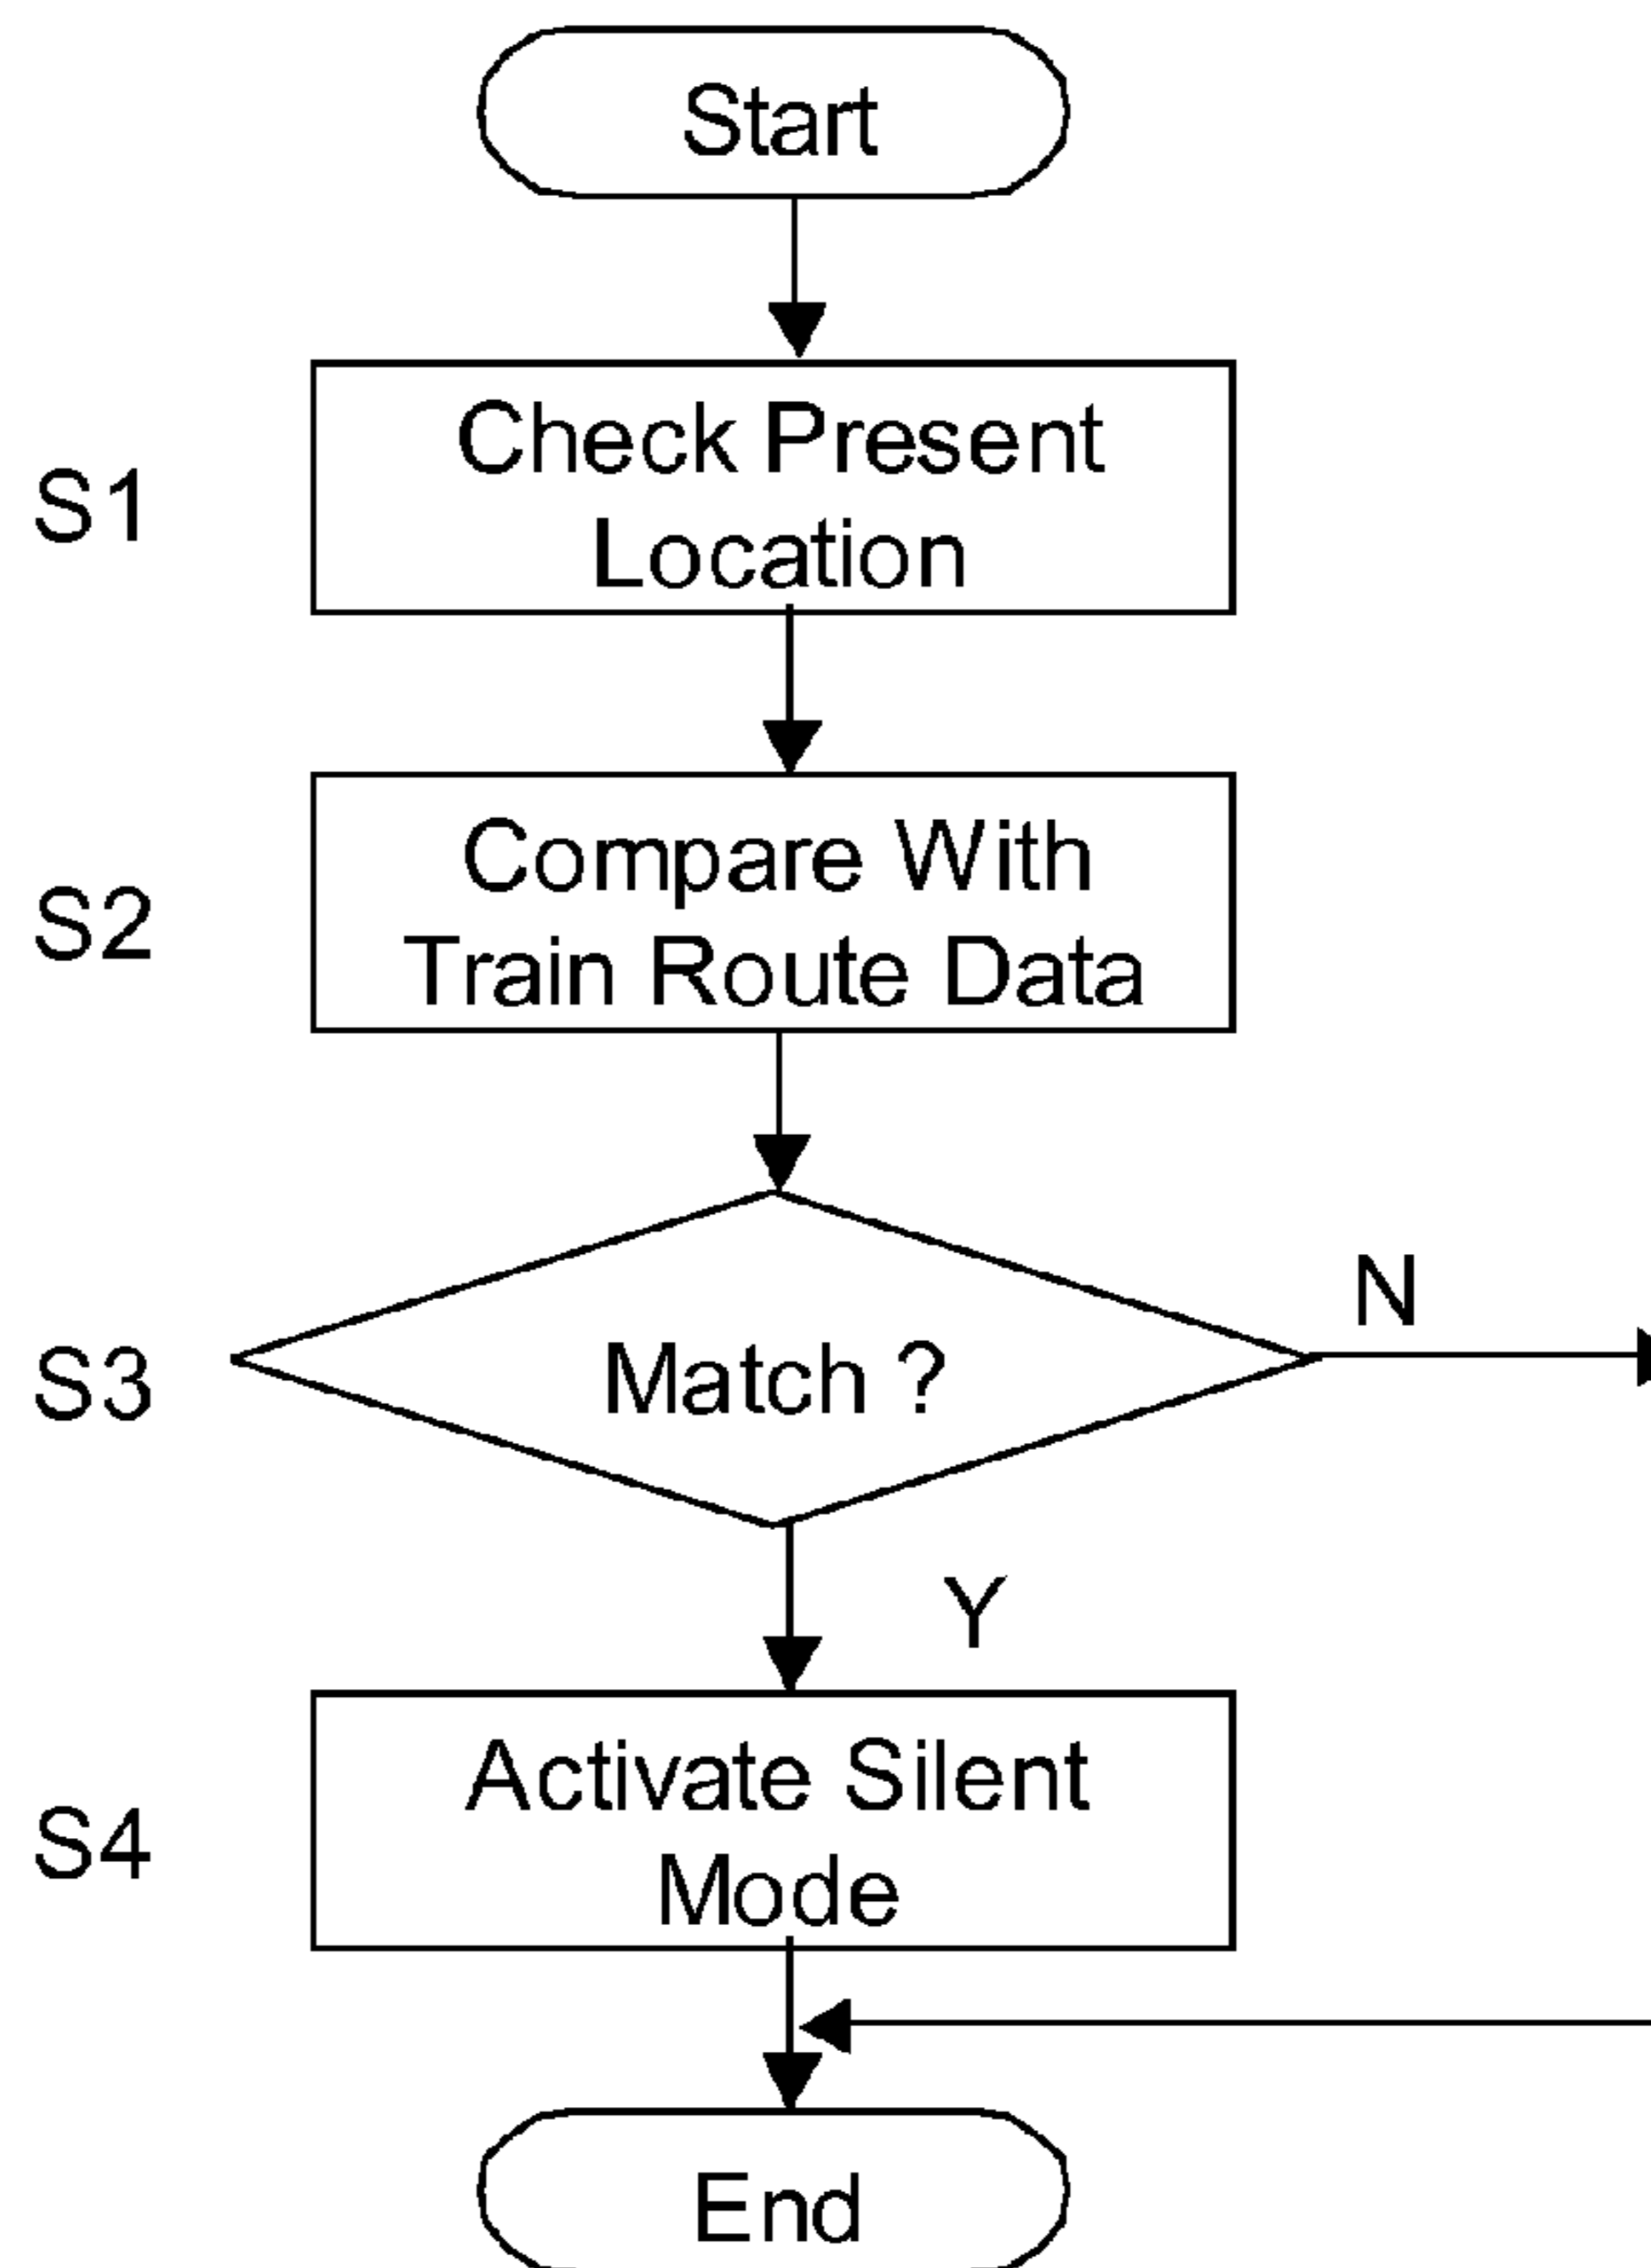 Start
S1
Check Present
Location
S2
Compare With
Train Route Data
S3
Match ?
N
Y
S4
Activate Silent
Mode
End